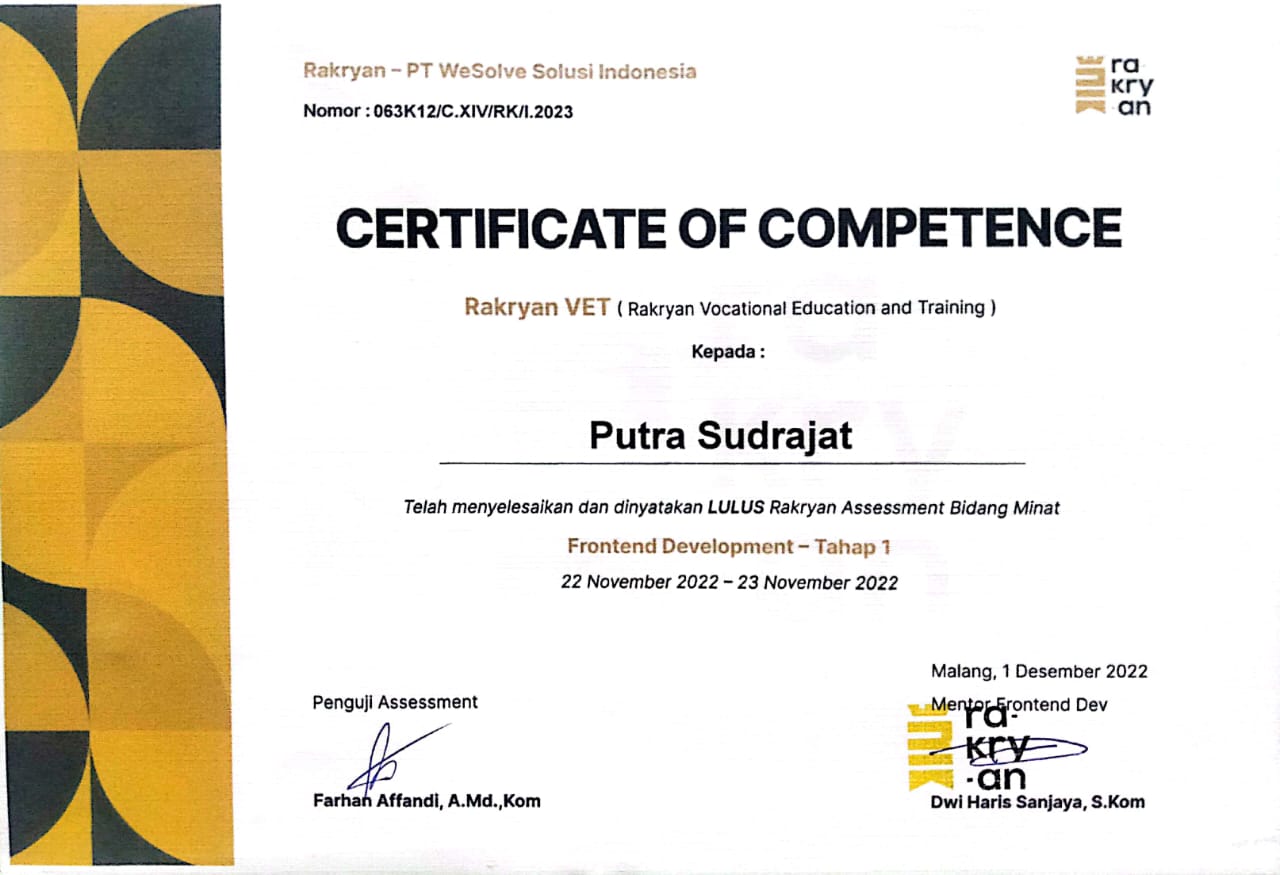 Rakryan – PT WeSolve Solusi Indonesia
Nomor : 063K12/C.XIV/RK/I.2023
ra
kry
an
CERTIFICATE OF COMPETENCE
Rakryan VET ( Rakryan Vocational Education and Training )
Kepada :
Putra Sudrajat
Telah menyelesaikan dan dinyatakan LULUS Rakryan Assessment Bidang Minat
Frontend Development – Tahap 1
22 November 2022 – 23 November 2022
Malang, 1 Desember 2022
Penguji Assessment
Mentor Frontend Dev
ra-
kry
-an
Farhan Affandi, A.Md.,Kom
Dwi Haris Sanjaya, S.Kom